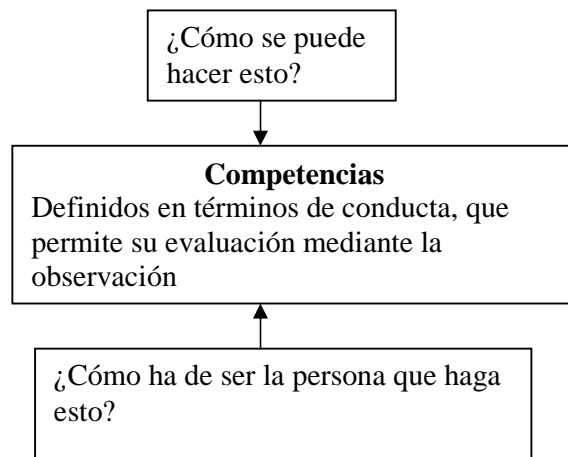 ¿Cómo se puede
hacer esto?
Competencias
Definidos en términos de conducta, que
permite su evaluación mediante la
observación
¿Cómo ha de ser la persona que haga
esto?